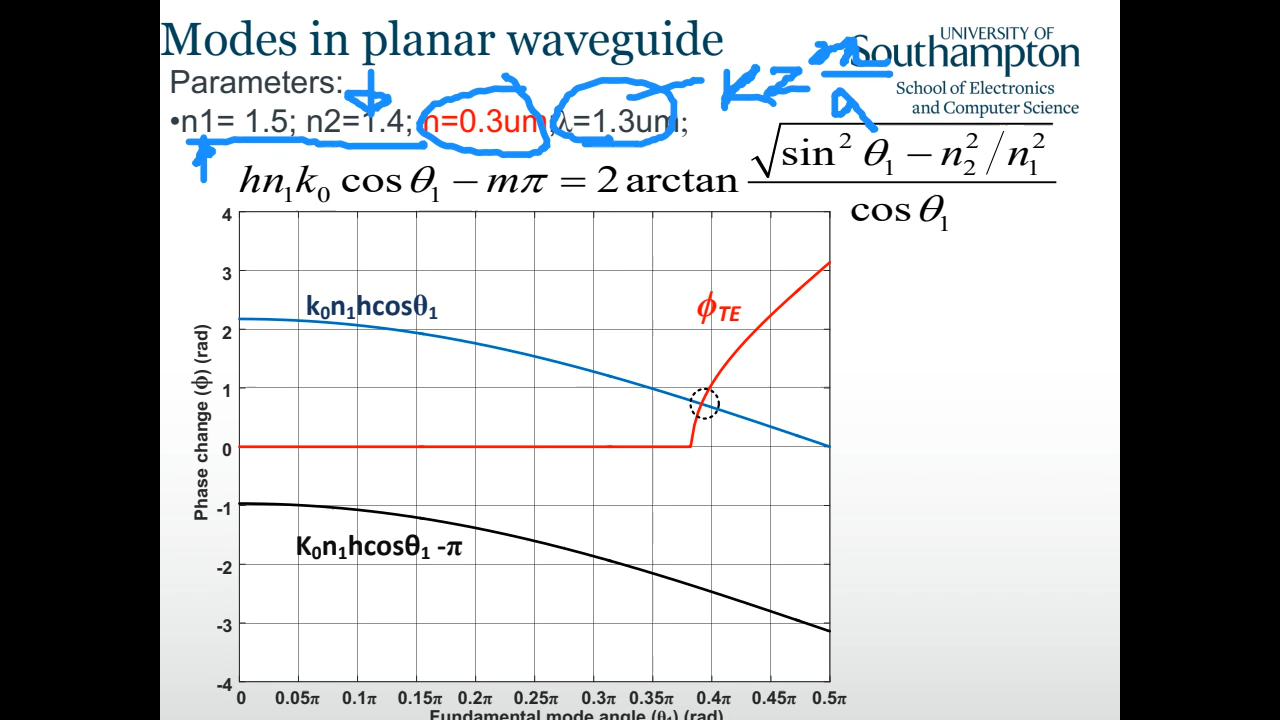 Modes in planar waveguide
UNIVERSITY OF
Southampton
School of Electronics
and Computer Science
Parameters:
•n1= 1.5; n2=1.4; h=0.3um; λ=1.3um;
hn₁k₀ cos θ₁ − mπ = 2 arctan √(sin² θ₁ − n₂²/n₁²) / cos θ₁
4
3
2
1
0
-1
-2
-3
-4
Phase change (ϕ) (rad)
k₀n₁hcosθ₁
ϕTE
K₀n₁hcosθ₁ -π
0 0.05π 0.1π 0.15π 0.2π 0.25π 0.3π 0.35π 0.4π 0.45π 0.5π
Fundamental mode angle (θ₁) (rad)